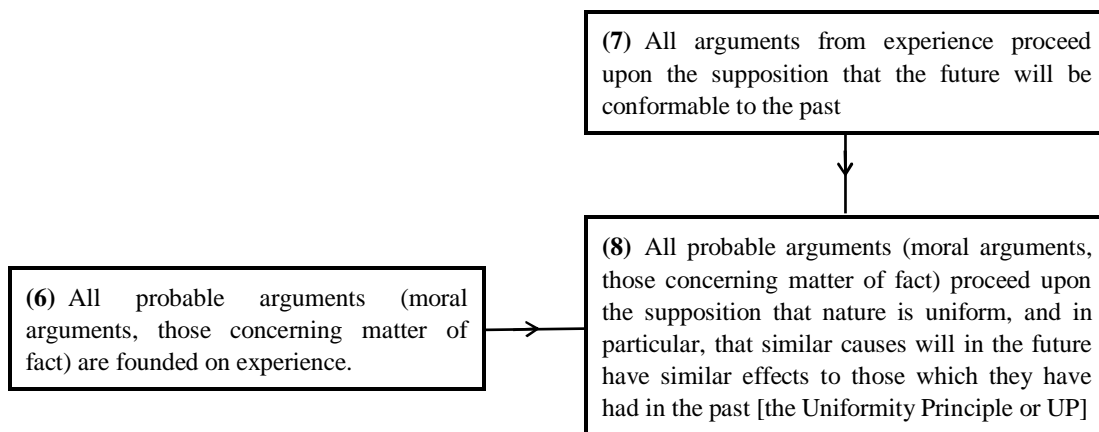 (7) All arguments from experience proceed
upon the supposition that the future will be
conformable to the past
(6) All probable arguments (moral
arguments, those concerning matter of
fact) are founded on experience.
(8) All probable arguments (moral arguments,
those concerning matter of fact) proceed upon
the supposition that nature is uniform, and in
particular, that similar causes will in the future
have similar effects to those which they have
had in the past [the Uniformity Principle or UP]